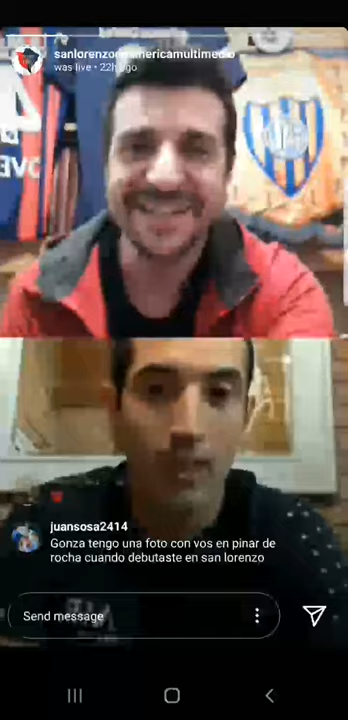 was live • 22h ago
juansosa2414
Gonza tengo una foto con vos en pinar de
rocha cuando debutaste en san lorenzo
Send message